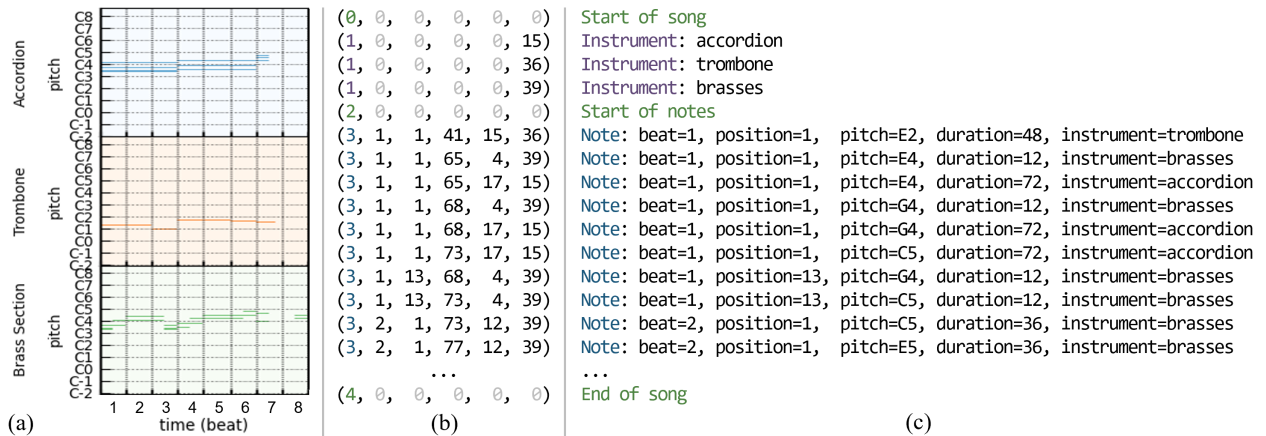 Accordion
pitch
C8
C7
C6
C5
C4
C3
C2
C1
C0
C-1
Trombone
pitch
C8
C7
C6
C5
C4
C3
C2
C1
C0
C-1
C-2
Brass Section
pitch
C8
C7
C6
C5
C4
C3
C2
C1
C0
C-1
C-2
1 2 3 4 5 6 7 8
time (beat)
(a)
(0, 0, 0, 0, 0, 0)
(1, 0, 0, 0, 0, 15)
(1, 0, 0, 0, 0, 36)
(1, 0, 0, 0, 0, 39)
(2, 0, 0, 0, 0, 0)
(3, 1, 1, 41, 15, 36)
(3, 1, 1, 65, 4, 39)
(3, 1, 1, 65, 17, 15)
(3, 1, 1, 68, 4, 39)
(3, 1, 1, 68, 17, 15)
(3, 1, 1, 73, 17, 15)
(3, 1, 13, 68, 4, 39)
(3, 1, 13, 73, 4, 39)
(3, 2, 1, 73, 12, 39)
(3, 2, 1, 77, 12, 39)
...
(4, 0, 0, 0, 0, 0)
(b)
Start of song
Instrument: accordion
Instrument: trombone
Instrument: brasses
Start of notes
Note: beat=1, position=1, pitch=E2, duration=48, instrument=trombone
Note: beat=1, position=1, pitch=E4, duration=12, instrument=brasses
Note: beat=1, position=1, pitch=E4, duration=72, instrument=accordion
Note: beat=1, position=1, pitch=G4, duration=12, instrument=brasses
Note: beat=1, position=1, pitch=G4, duration=72, instrument=accordion
Note: beat=1, position=1, pitch=C5, duration=72, instrument=accordion
Note: beat=1, position=13, pitch=G4, duration=12, instrument=brasses
Note: beat=1, position=13, pitch=C5, duration=12, instrument=brasses
Note: beat=2, position=1, pitch=C5, duration=36, instrument=brasses
Note: beat=2, position=1, pitch=E5, duration=36, instrument=brasses
...
End of song
(c)